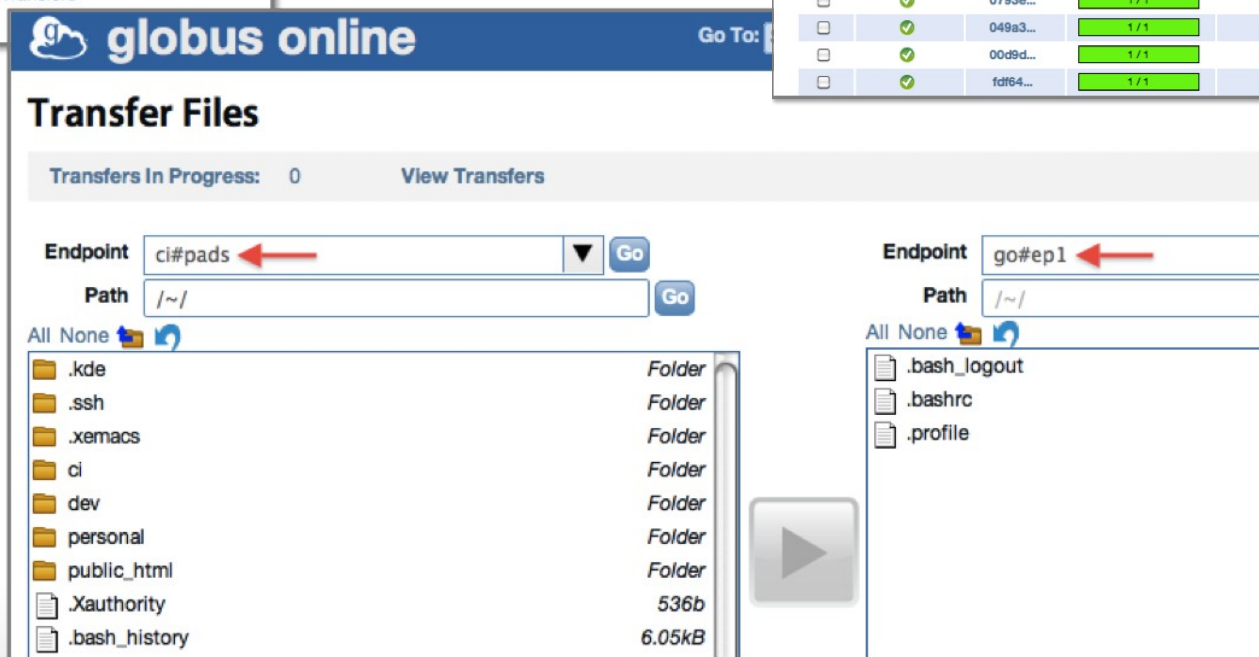 globus online
Go To:
049a3... 1 / 1
00d9d... 1 / 1
fdf64... 1 / 1
Transfer Files
Transfers In Progress: 0 View Transfers
Endpoint ci#pads Go
Path /~/ Go
All None
.kde Folder
.ssh Folder
.xemacs Folder
ci Folder
dev Folder
personal Folder
public_html Folder
.Xauthority 536b
.bash_history 6.05kB
Endpoint go#ep1
Path /~/
All None
.bash_logout
.bashrc
.profile